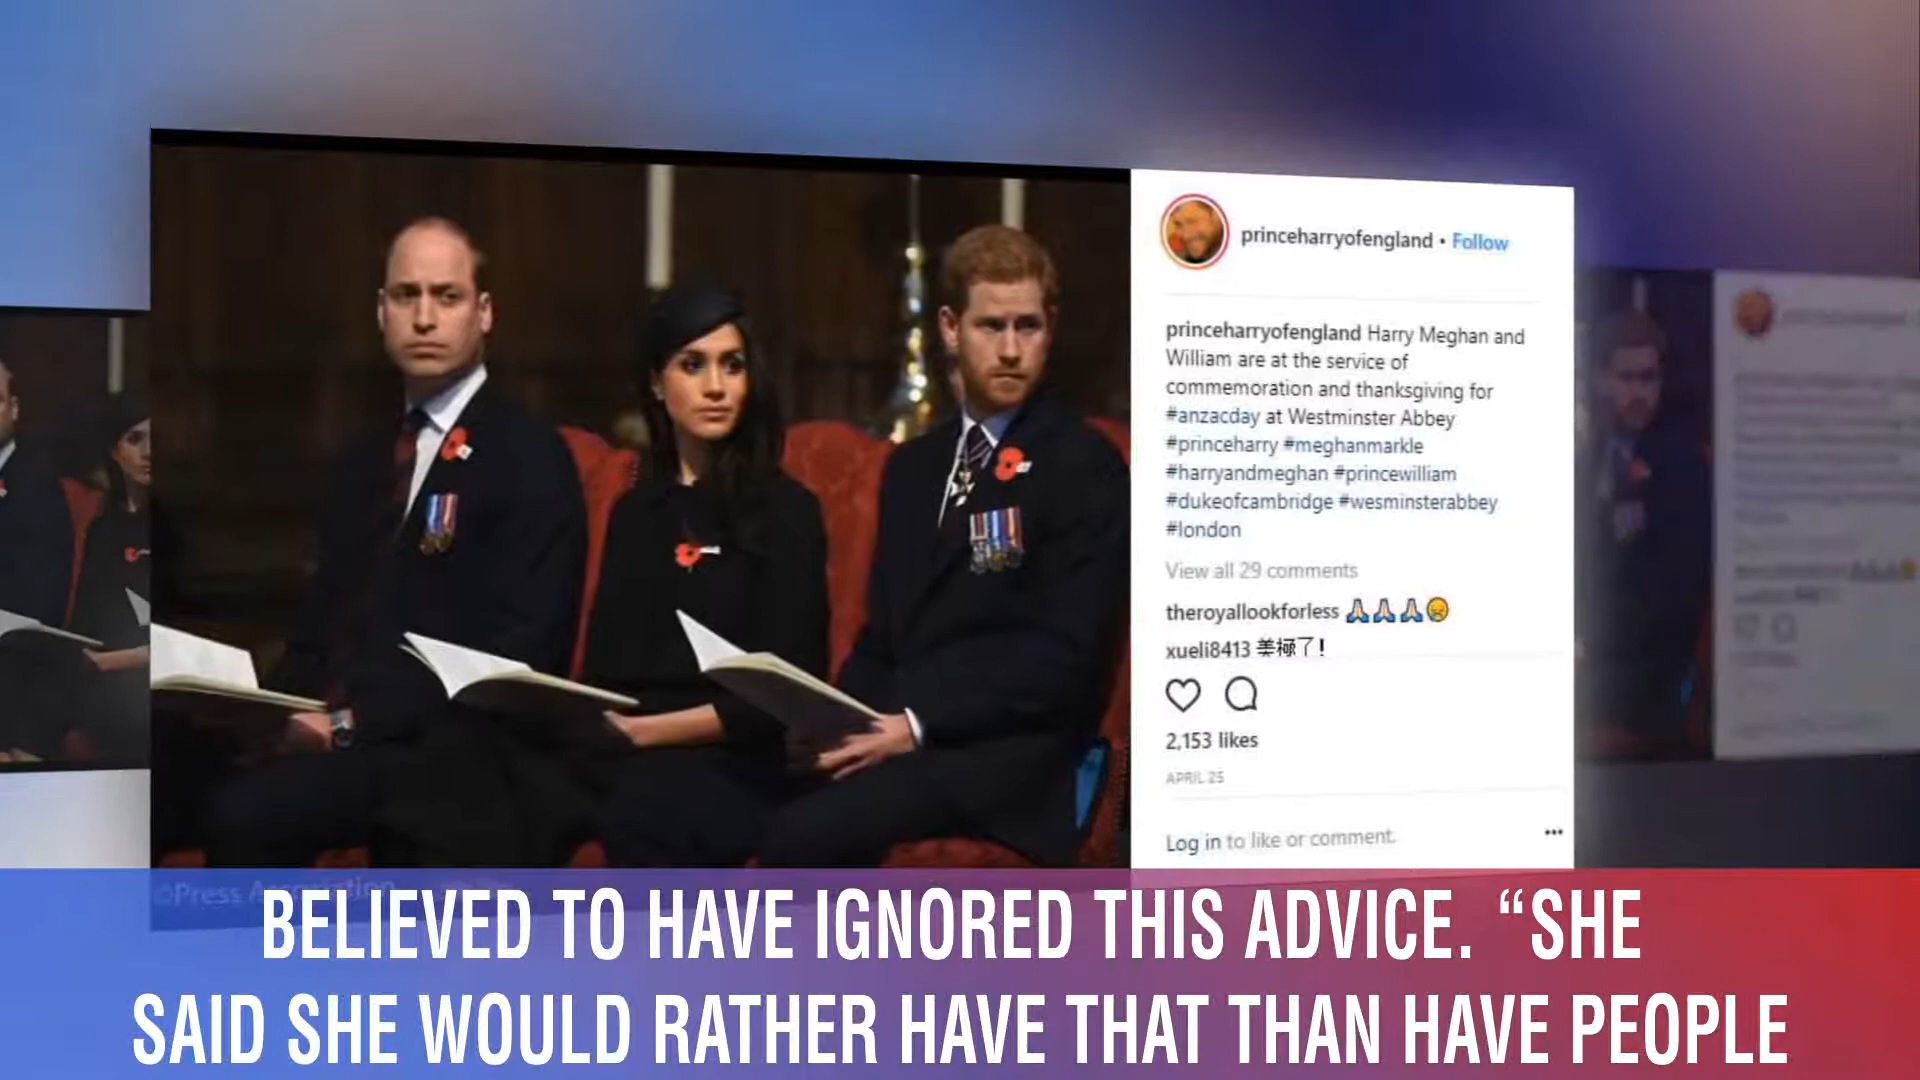 princeharryofengland • Follow
princeharryofengland Harry Meghan and
William are at the service of
commemoration and thanksgiving for
#anzacday at Westminster Abbey
#princeharry #meghanmarkle
#harryandmeghan #princewilliam
#dukeofcambridge #wesminsterabbey
#london
View all 29 comments
theroyallookforless 🙏🙏🙏😢
xueli8413 美極了!
2,153 likes
APRIL 25
Log in to like or comment.
©Press Association
BELIEVED TO HAVE IGNORED THIS ADVICE. “SHE
SAID SHE WOULD RATHER HAVE THAT THAN HAVE PEOPLE